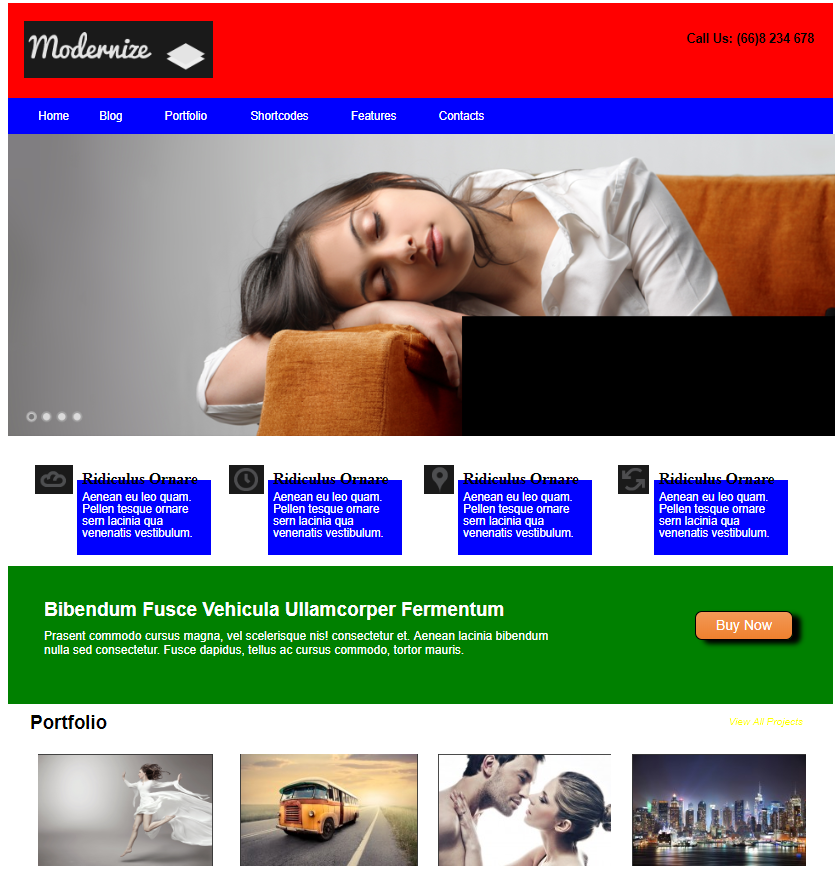 Modernize
Call Us: (66)8 234 678
Home Blog Portfolio Shortcodes Features Contacts
Ridiculus Ornare
Aenean eu leo quam.
Pellen tesque ornare
sem lacinia qua
venenatis vestibulum.
Ridiculus Ornare
Aenean eu leo quam.
Pellen tesque ornare
sem lacinia qua
venenatis vestibulum.
Ridiculus Ornare
Aenean eu leo quam.
Pellen tesque ornare
sem lacinia qua
venenatis vestibulum.
Ridiculus Ornare
Aenean eu leo quam.
Pellen tesque ornare
sem lacinia qua
venenatis vestibulum.
Bibendum Fusce Vehicula Ullamcorper Fermentum
Prasent commodo cursus magna, vel scelerisque nisl consectetur et. Aenean lacinia bibendum
nulla sed consectetur. Fusce dapidus, tellus ac cursus commodo, tortor mauris.
Buy Now
Portfolio
View All Projects